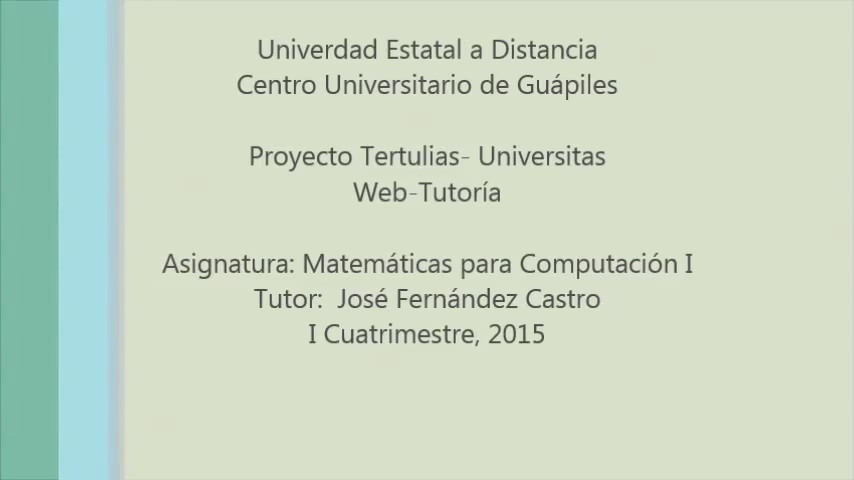 Univerdad Estatal a Distancia
Centro Universitario de Guápiles
Proyecto Tertulias- Universitas
Web-Tutoría
Asignatura: Matemáticas para Computación I
Tutor:  José Fernández Castro
I Cuatrimestre, 2015